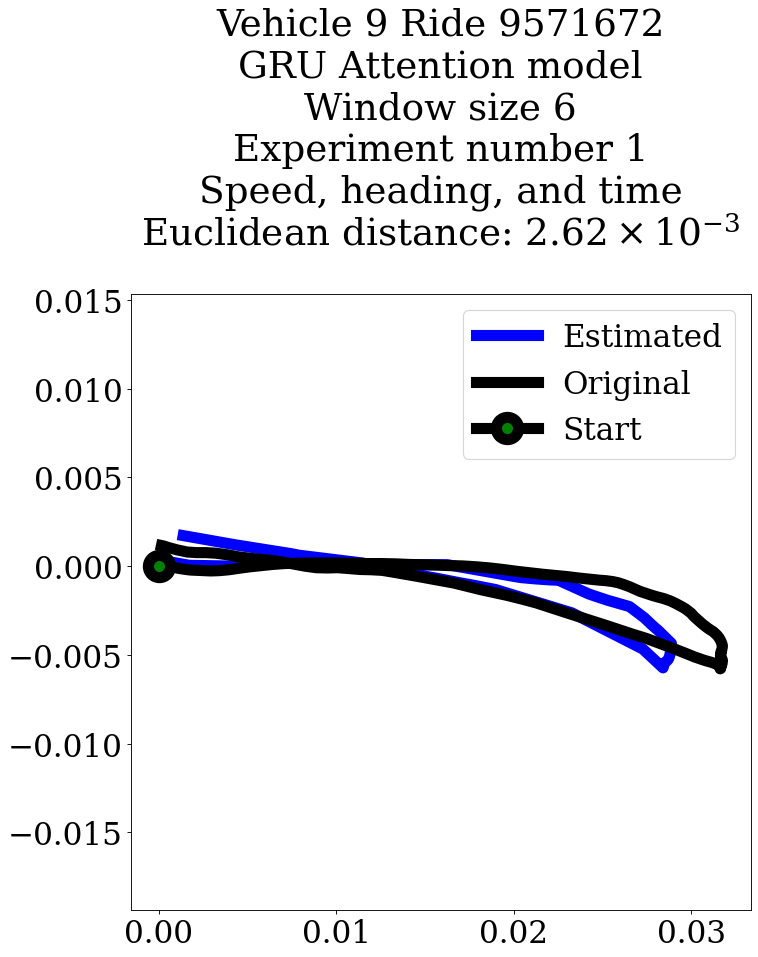 Vehicle 9 Ride 9571672
GRU Attention model
Window size 6
Experiment number 1
Speed, heading, and time
Euclidean distance: 2.62 × 10⁻³
0.015
0.010
0.005
0.000
−0.005
−0.010
−0.015
Estimated
Original
Start
0.00 0.01 0.02 0.03